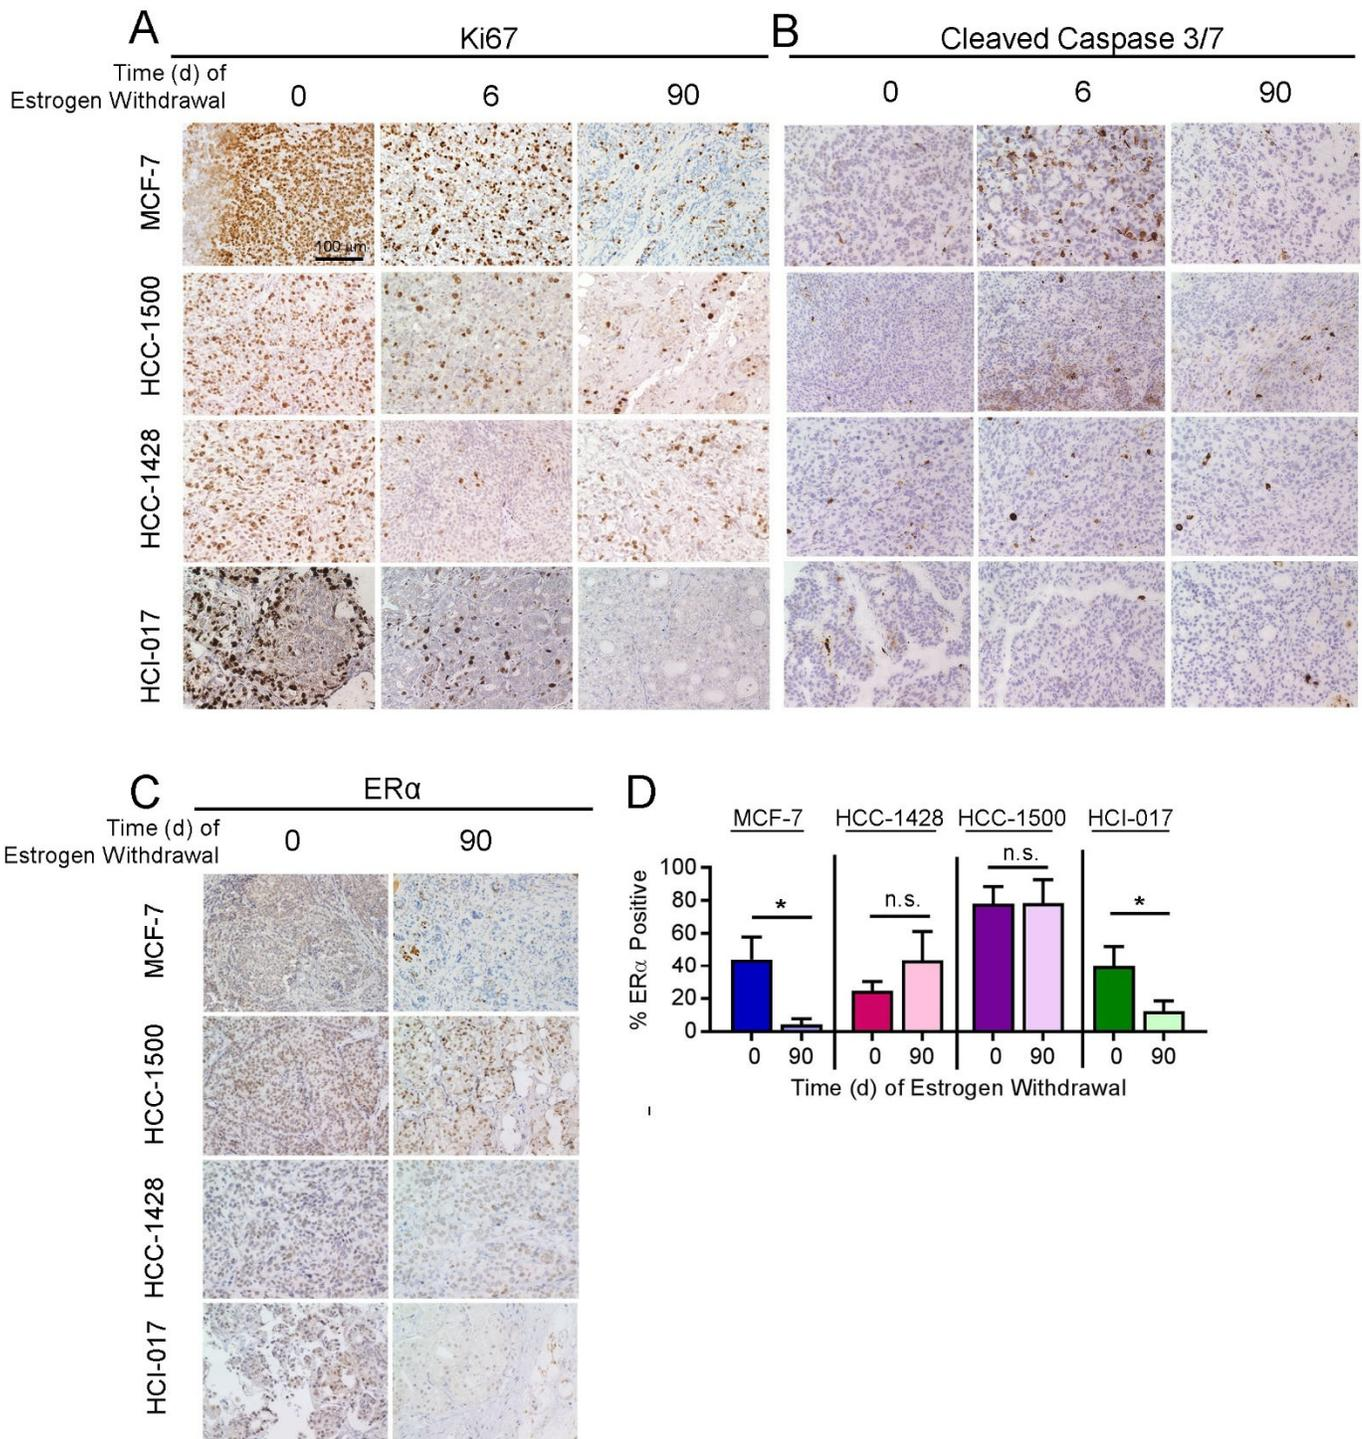 A
Ki67
Time (d) of
Estrogen Withdrawal
0
6
90
MCF-7
100 µm
HCC-1500
HCC-1428
HCI-017
B
Cleaved Caspase 3/7
0
6
90
C
ERα
Time (d) of
Estrogen Withdrawal
0
90
MCF-7
HCC-1500
HCC-1428
HCI-017
D
MCF-7 HCC-1428 HCC-1500 HCI-017
% ERα Positive
100
80
60
40
20
0
*
n.s.
n.s.
*
0 90 0 90 0 90 0 90
Time (d) of Estrogen Withdrawal